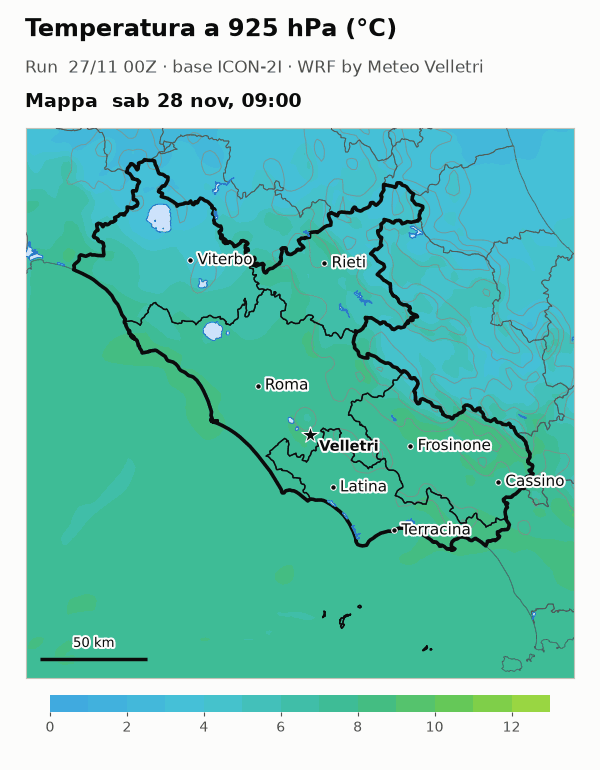 Temperatura a 925 hPa (°C)
Run  27/11 00Z · base ICON-2I · WRF by Meteo Velletri
Mappa  sab 28 nov, 09:00
Viterbo
Rieti
Roma
Velletri
Frosinone
Latina
Cassino
Terracina
50 km
0 2 4 6 8 10 12